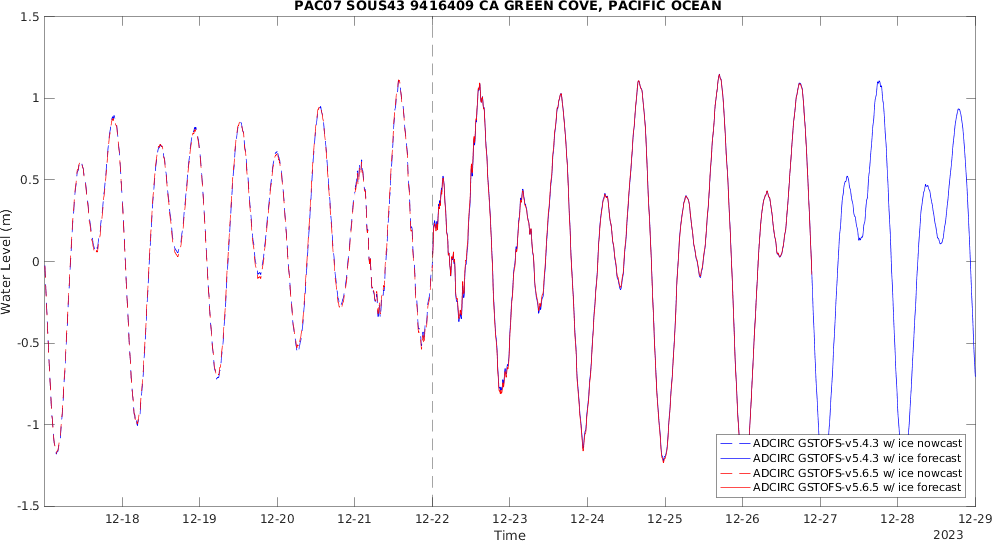 PAC07 SOUS43 9416409 CA GREEN COVE, PACIFIC OCEAN
1.5
1
0.5
0
-0.5
-1
-1.5
Water Level (m)
12-18 12-19 12-20 12-21 12-22 12-23 12-24 12-25 12-26 12-27 12-28 12-29
Time
2023
ADCIRC GSTOFS-v5.4.3 w/ ice nowcast
ADCIRC GSTOFS-v5.4.3 w/ ice forecast
ADCIRC GSTOFS-v5.6.5 w/ ice nowcast
ADCIRC GSTOFS-v5.6.5 w/ ice forecast